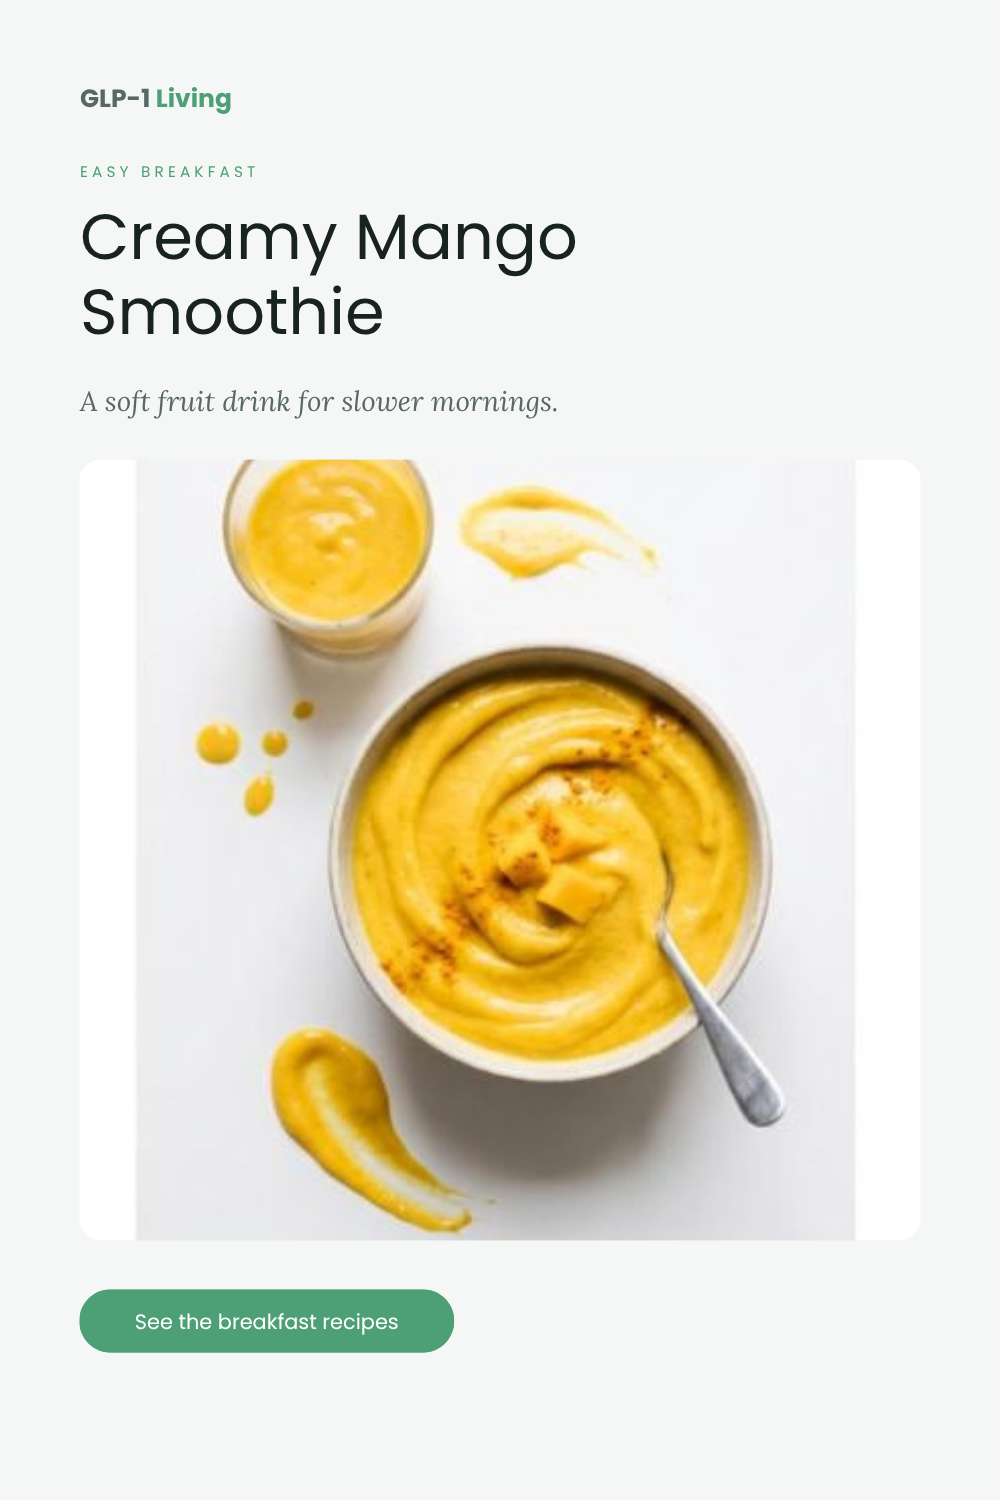 GLP-1 Living
EASY BREAKFAST
Creamy Mango
Smoothie
A soft fruit drink for slower mornings.
See the breakfast recipes